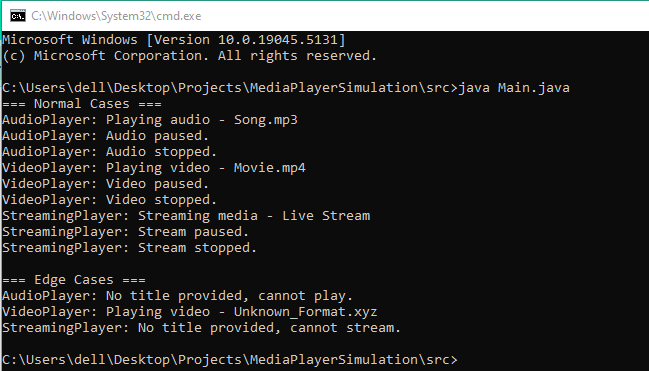 C:\Windows\System32\cmd.exe
Microsoft Windows [Version 10.0.19045.5131]
(c) Microsoft Corporation. All rights reserved.
C:\Users\dell\Desktop\Projects\MediaPlayerSimulation\src>java Main.java
=== Normal Cases ===
AudioPlayer: Playing audio - Song.mp3
AudioPlayer: Audio paused.
AudioPlayer: Audio stopped.
VideoPlayer: Playing video - Movie.mp4
VideoPlayer: Video paused.
VideoPlayer: Video stopped.
StreamingPlayer: Streaming media - Live Stream
StreamingPlayer: Stream paused.
StreamingPlayer: Stream stopped.
=== Edge Cases ===
AudioPlayer: No title provided, cannot play.
VideoPlayer: Playing video - Unknown_Format.xyz
StreamingPlayer: No title provided, cannot stream.
C:\Users\dell\Desktop\Projects\MediaPlayerSimulation\src>